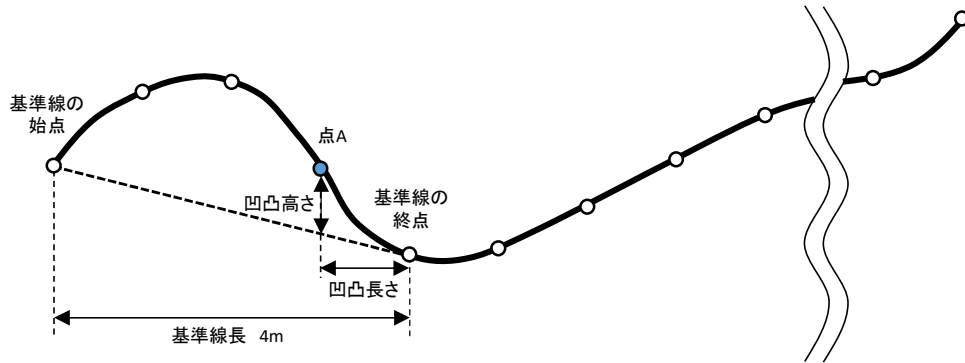 基準線の
始点
点A
凹凸高さ
基準線の
終点
凹凸長さ
基準線長 4m